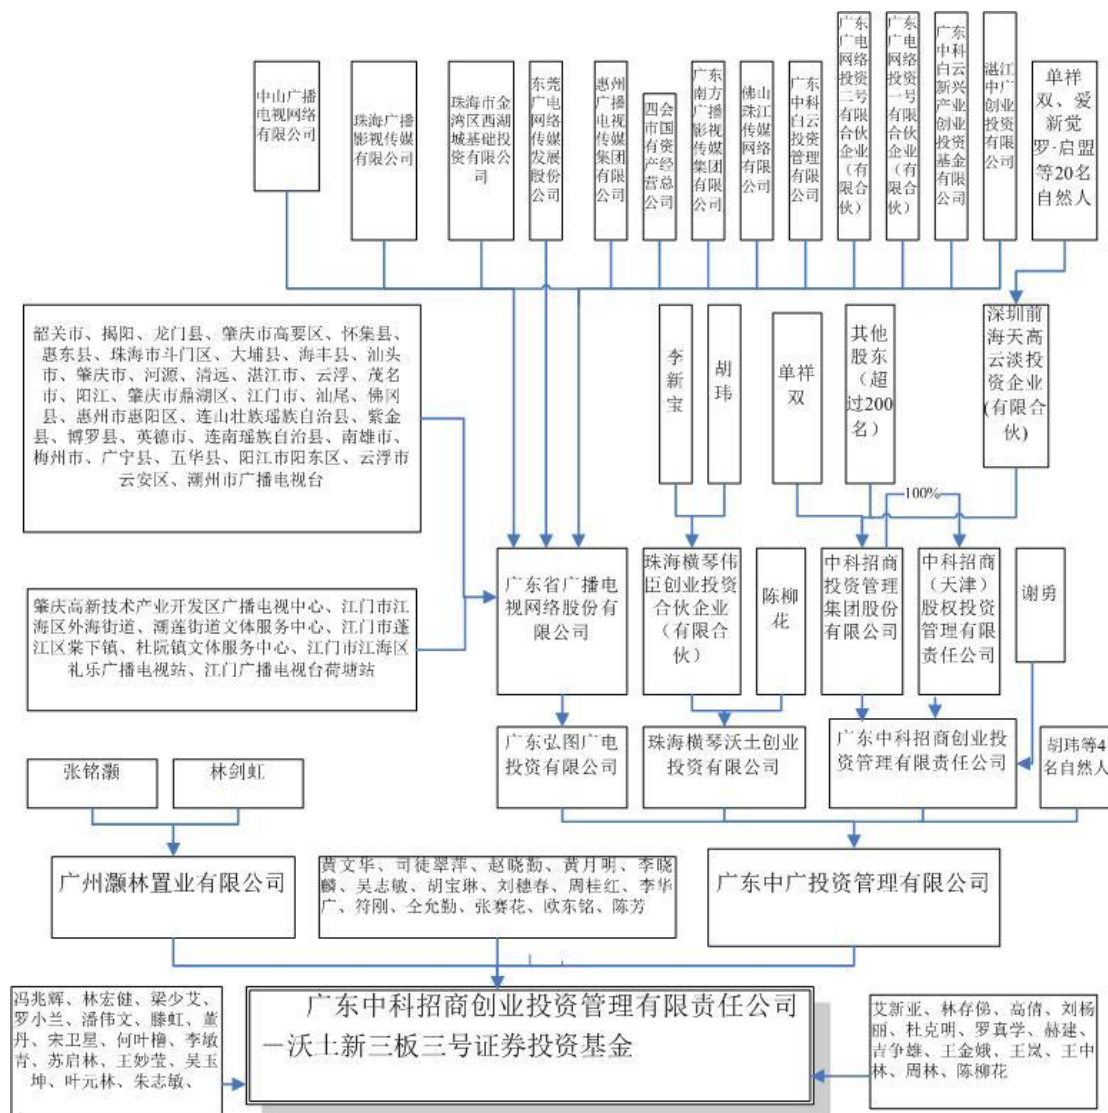 中山广播
电视网络
有限公司
珠海广播
影视传媒
有限公司
珠海市金
湾区西湖
城基础投
资有限公
司
东莞
广电
网络
传媒
发展
股份
公司
惠州
广播
电视
传媒
集团
有限
公司
四会
市国
有资
产经
营总
公司
广东
南方
广播
影视
传媒
集团
有限
公司
佛山
珠江
传媒
网络
有限
公司
广东
中科
白云
投资
管理
有限
公司
广东
广电
网络
投资
二号
有限
合伙
企业
（有
限合
伙）
广东
广电
网络
投资
一号
有限
合伙
企业
（有
限合
伙）
广东
中科
白云
新兴
产业
创业
投资
基金
有限
公司
湛江
中广
创业
投资
有限
公司
单祥
双、爱
新觉
罗·启盟
等20名
自然人
韶关市、揭阳、龙门县、肇庆市高要区、怀集县、
惠东县、珠海市斗门区、大埔县、海丰县、汕头
市、肇庆市、河源、清远、湛江市、云浮、茂名
市、阳江、肇庆市鼎湖区、江门市、汕尾、佛冈
县、惠州市惠阳区、连山壮族瑶族自治县、紫金
县、博罗县、英德市、连南瑶族自治县、南雄市、
梅州市、广宁县、五华县、阳江市阳东区、云浮市
云安区、潮州市广播电视台
李
新
宝
胡
玮
单祥
双
其他
股东
（超
过200
名）
深圳前
海天高
云淡投
资企业
(有限合
伙)
100%
肇庆高新技术产业开发区广播电视中心、江门市江
海区外海街道、潮莲街道文体服务中心、江门市蓬
江区棠下镇、杜阮镇文体服务中心、江门市江海区
礼乐广播电视站、江门广播电视台荷塘站
广东省广播电
视网络股份有
限公司
珠海横琴伟
臣创业投资
合伙企业
（有限合
伙）
陈柳
花
中科招商
投资管理
集团股份
有限公司
中科招商
（天津）
股权投资
管理有限
责任公司
谢勇
广东弘图广电
投资有限公司
珠海横琴沃土创业
投资有限公司
广东中科招商创业投
资管理有限责任公司
胡玮等4
名自然人
张铭灏
林剑虹
广州灏林置业有限公司
黄文华、司徒翠萍、赵晓勤、黄月明、李晓
麟、吴志敏、胡宝琳、刘穗春、周桂红、李华
广、符刚、仝允勤、张赛花、欧东铭、陈芳
广东中广投资管理有限公司
冯兆辉、林宏健、梁少艾、
罗小兰、潘伟文、滕虹、董
丹、宋卫星、何叶橹、李敏
青、苏启林、王妙莹、吴玉
坤、叶元林、朱志敏、
广东中科招商创业投资管理有限责任公司
—沃土新三板三号证券投资基金
艾新亚、林存俤、高倩、刘杨
丽、杜克明、罗真学、赫建、
吉争雄、王金娥、王岚、王中
林、周林、陈柳花